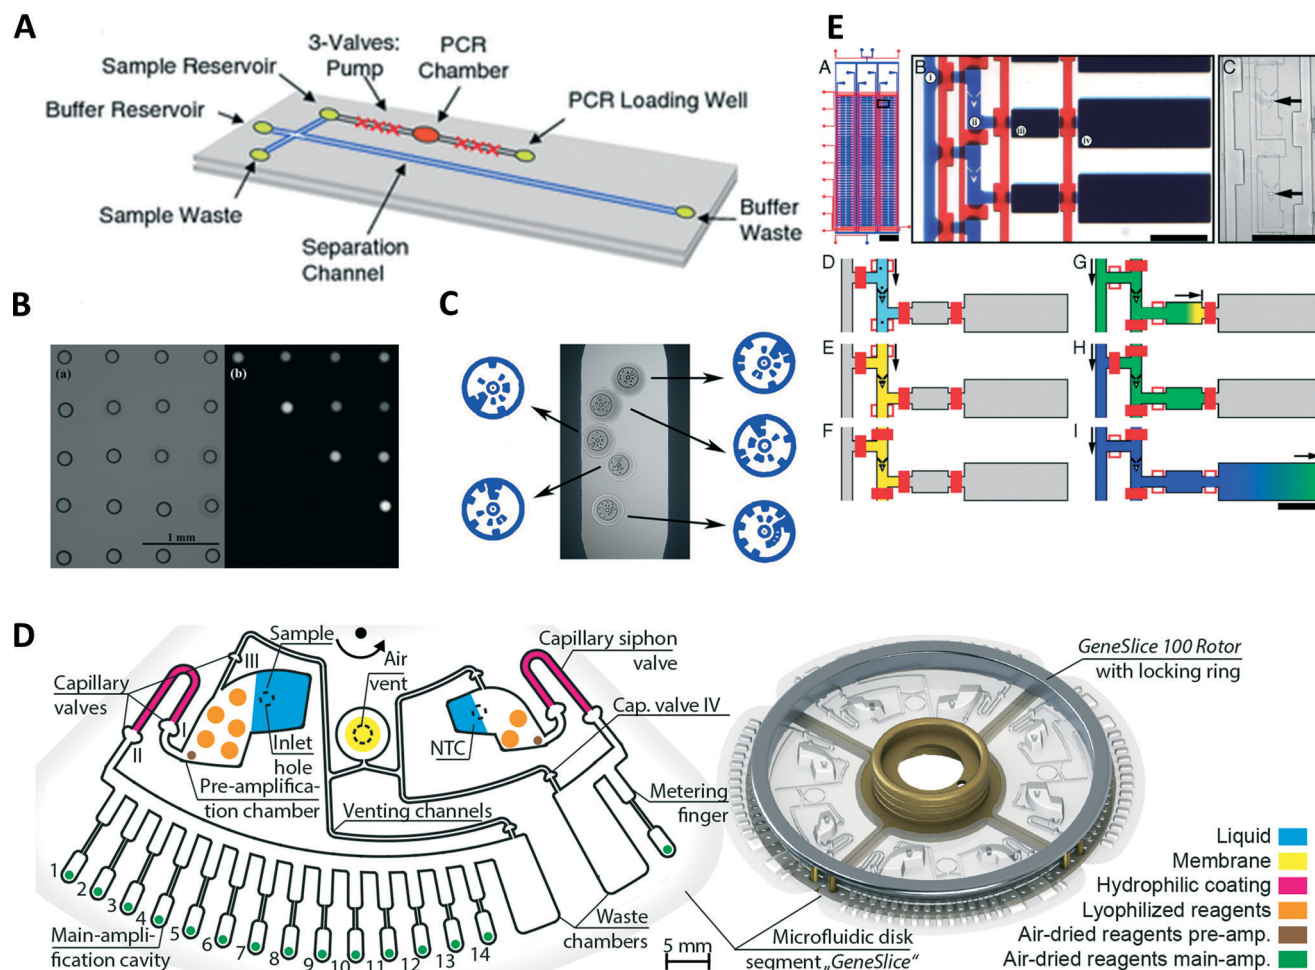 A
3-Valves:
Pump
PCR
Chamber
Sample Reservoir
PCR Loading Well
Buffer Reservoir
Sample Waste
Separation
Channel
Buffer
Waste
B
(a)
(b)
1 mm
C
E
A
B
C
i
ii
iii
iv
D
G
E
H
F
I
D
Sample
Air
vent
Capillary siphon
valve
GeneSlice 100 Rotor
with locking ring
Capillary
valves
III
I
II
Cap. valve IV
Inlet
hole
NTC
Pre-amplifica-
tion chamber
Venting channels
Metering
finger
1
2
3
4
5
6
7
8
9
10
11
12
13
14
Main-ampli-
fication cavity
Waste
chambers
5 mm
Microfluidic disk
segment „GeneSlice“
Liquid
Membrane
Hydrophilic coating
Lyophilized reagents
Air-dried reagents pre-amp.
Air-dried reagents main-amp.